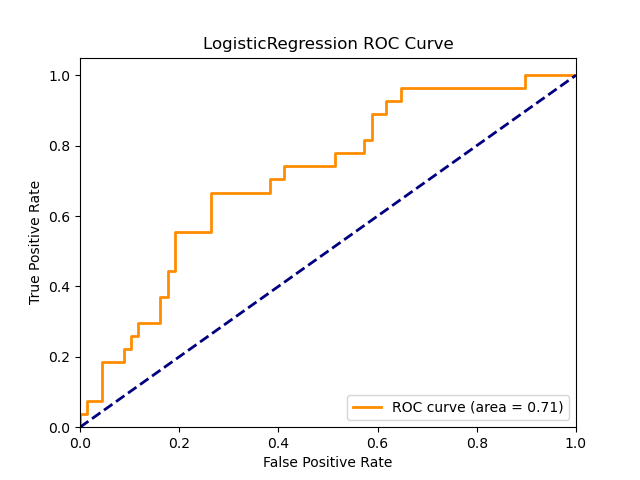 LogisticRegression ROC Curve
True Positive Rate
1.0
0.8
0.6
0.4
0.2
0.0
ROC curve (area = 0.71)
0.0 0.2 0.4 0.6 0.8 1.0
False Positive Rate